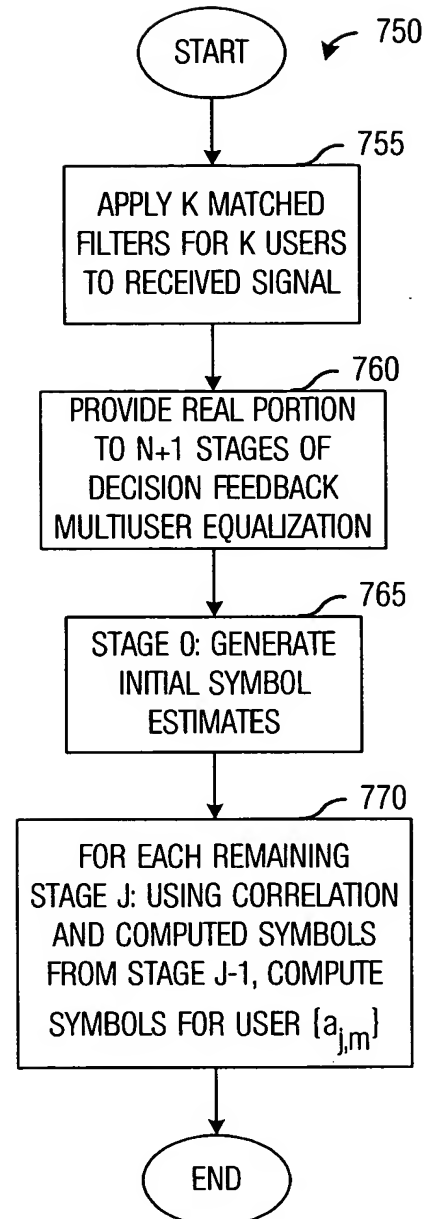 START
750
755
APPLY K MATCHED
FILTERS FOR K USERS
TO RECEIVED SIGNAL
760
PROVIDE REAL PORTION
TO N+1 STAGES OF
DECISION FEEDBACK
MULTIUSER EQUALIZATION
765
STAGE 0: GENERATE
INITIAL SYMBOL
ESTIMATES
770
FOR EACH REMAINING
STAGE J: USING CORRELATION
AND COMPUTED SYMBOLS
FROM STAGE J-1, COMPUTE
SYMBOLS FOR USER {a_j,m}
END